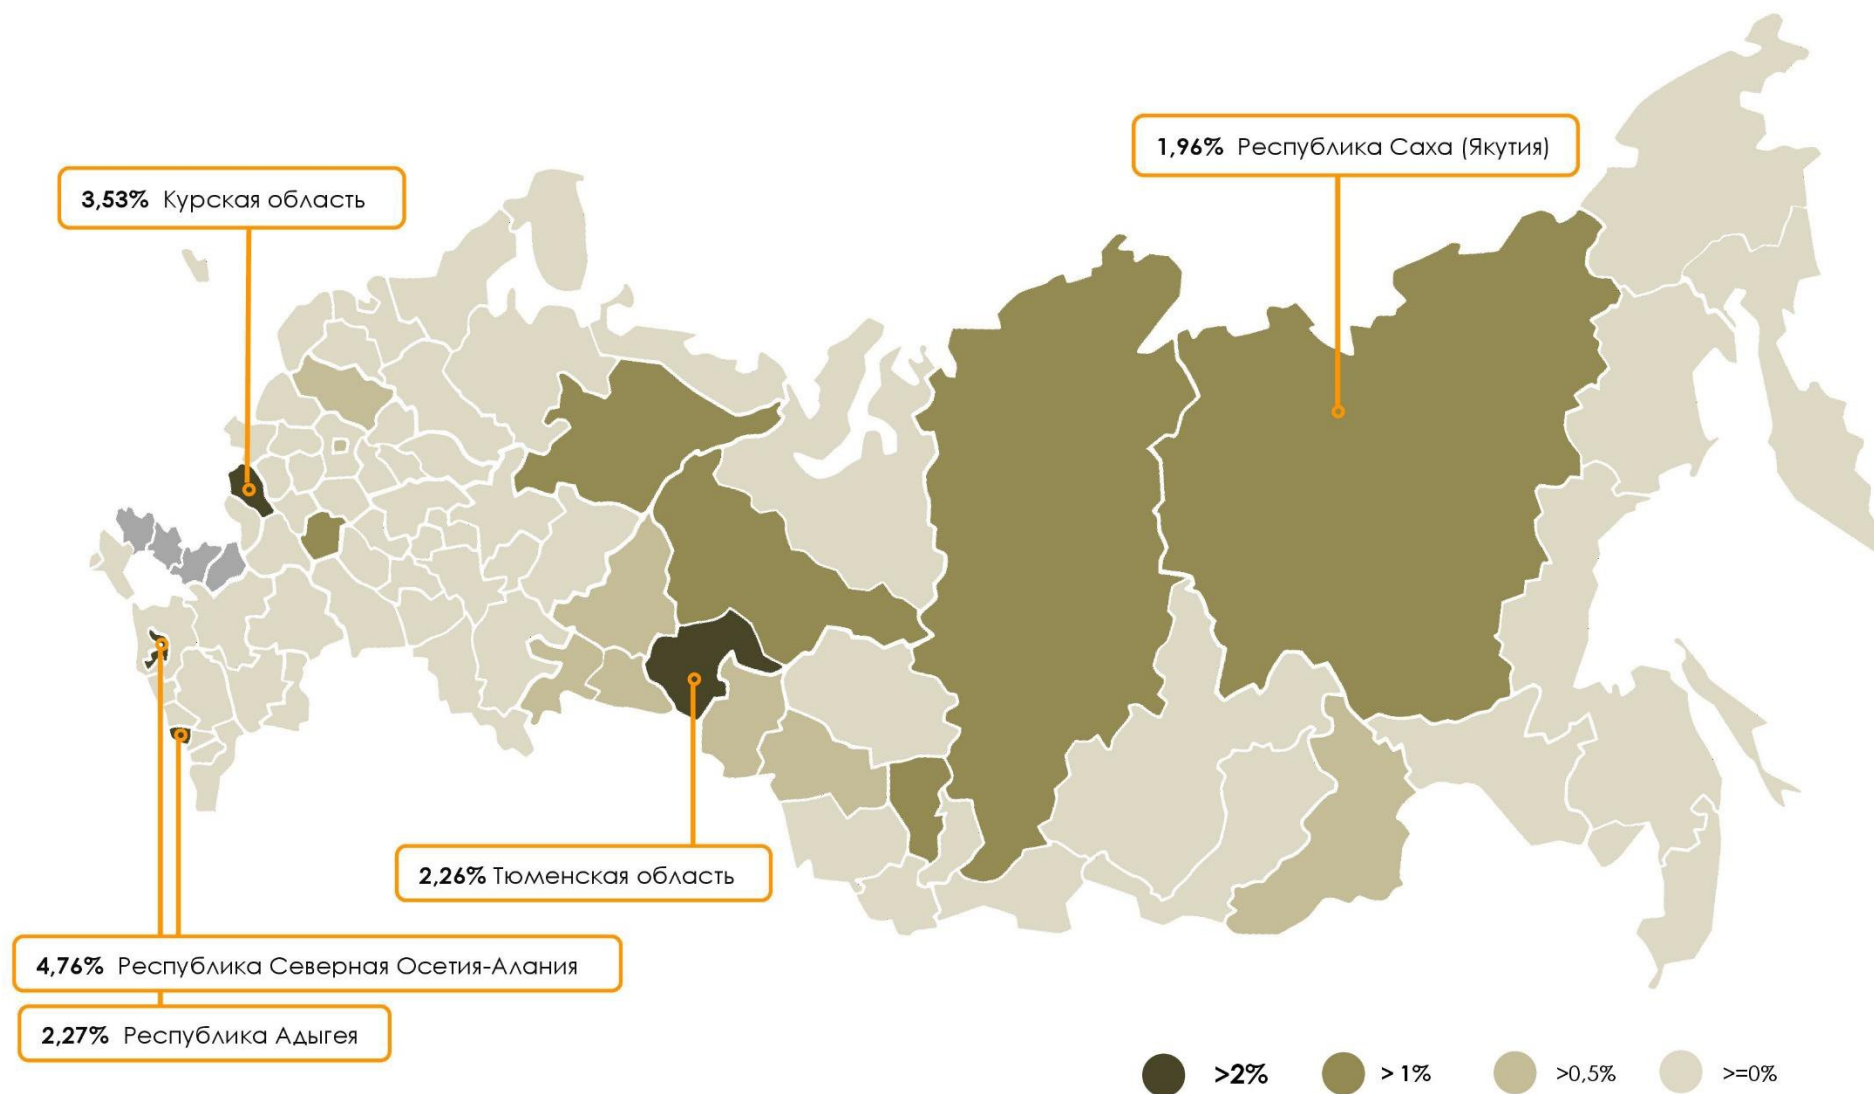 1,96% Республика Саха (Якутия)
3,53% Курская область
2,26% Тюменская область
4,76% Республика Северная Осетия-Алания
2,27% Республика Адыгея
>2% > 1% >0,5% >=0%